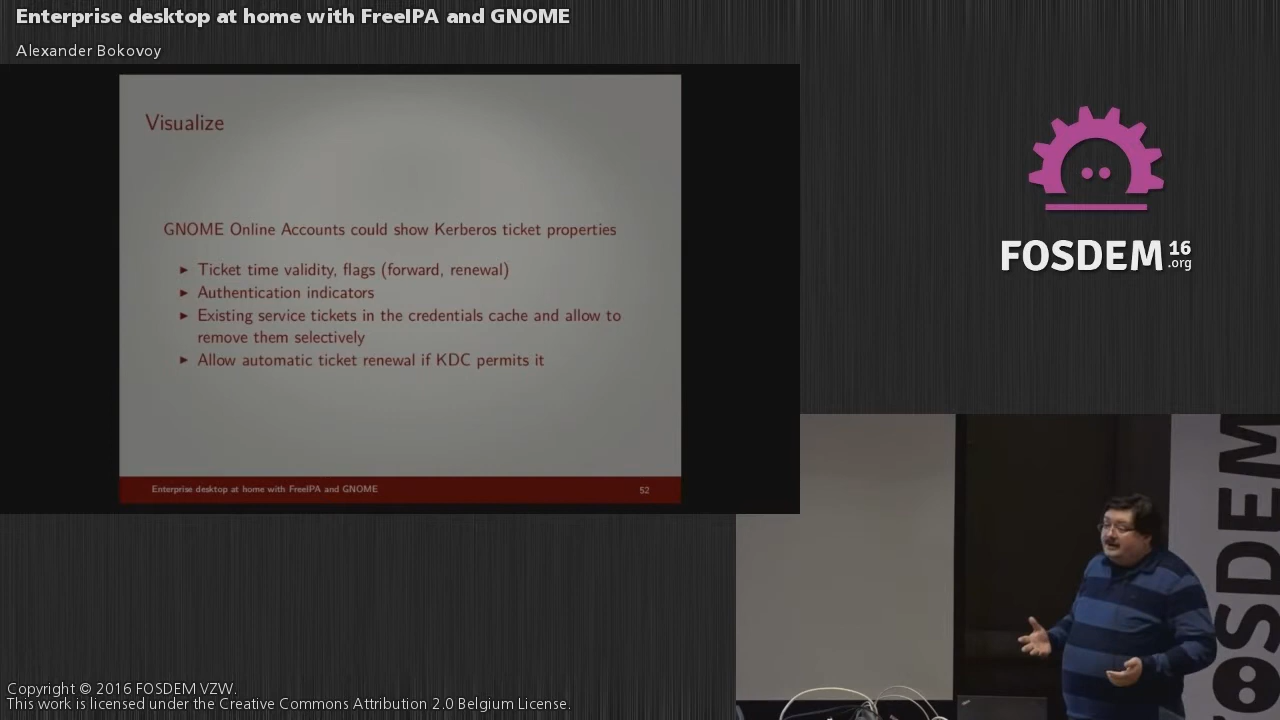 Enterprise desktop at home with FreeIPA and GNOME
Alexander Bokovoy
Visualize
GNOME Online Accounts could show Kerberos ticket properties
▶ Ticket time validity, flags (forward, renewal)
▶ Authentication indicators
▶ Existing service tickets in the credentials cache and allow to
remove them selectively
▶ Allow automatic ticket renewal if KDC permits it
Enterprise desktop at home with FreeIPA and GNOME 52
FOSDEM 16
.org
FOSDEM
Copyright © 2016 FOSDEM VZW.
This work is licensed under the Creative Commons Attribution 2.0 Belgium License.